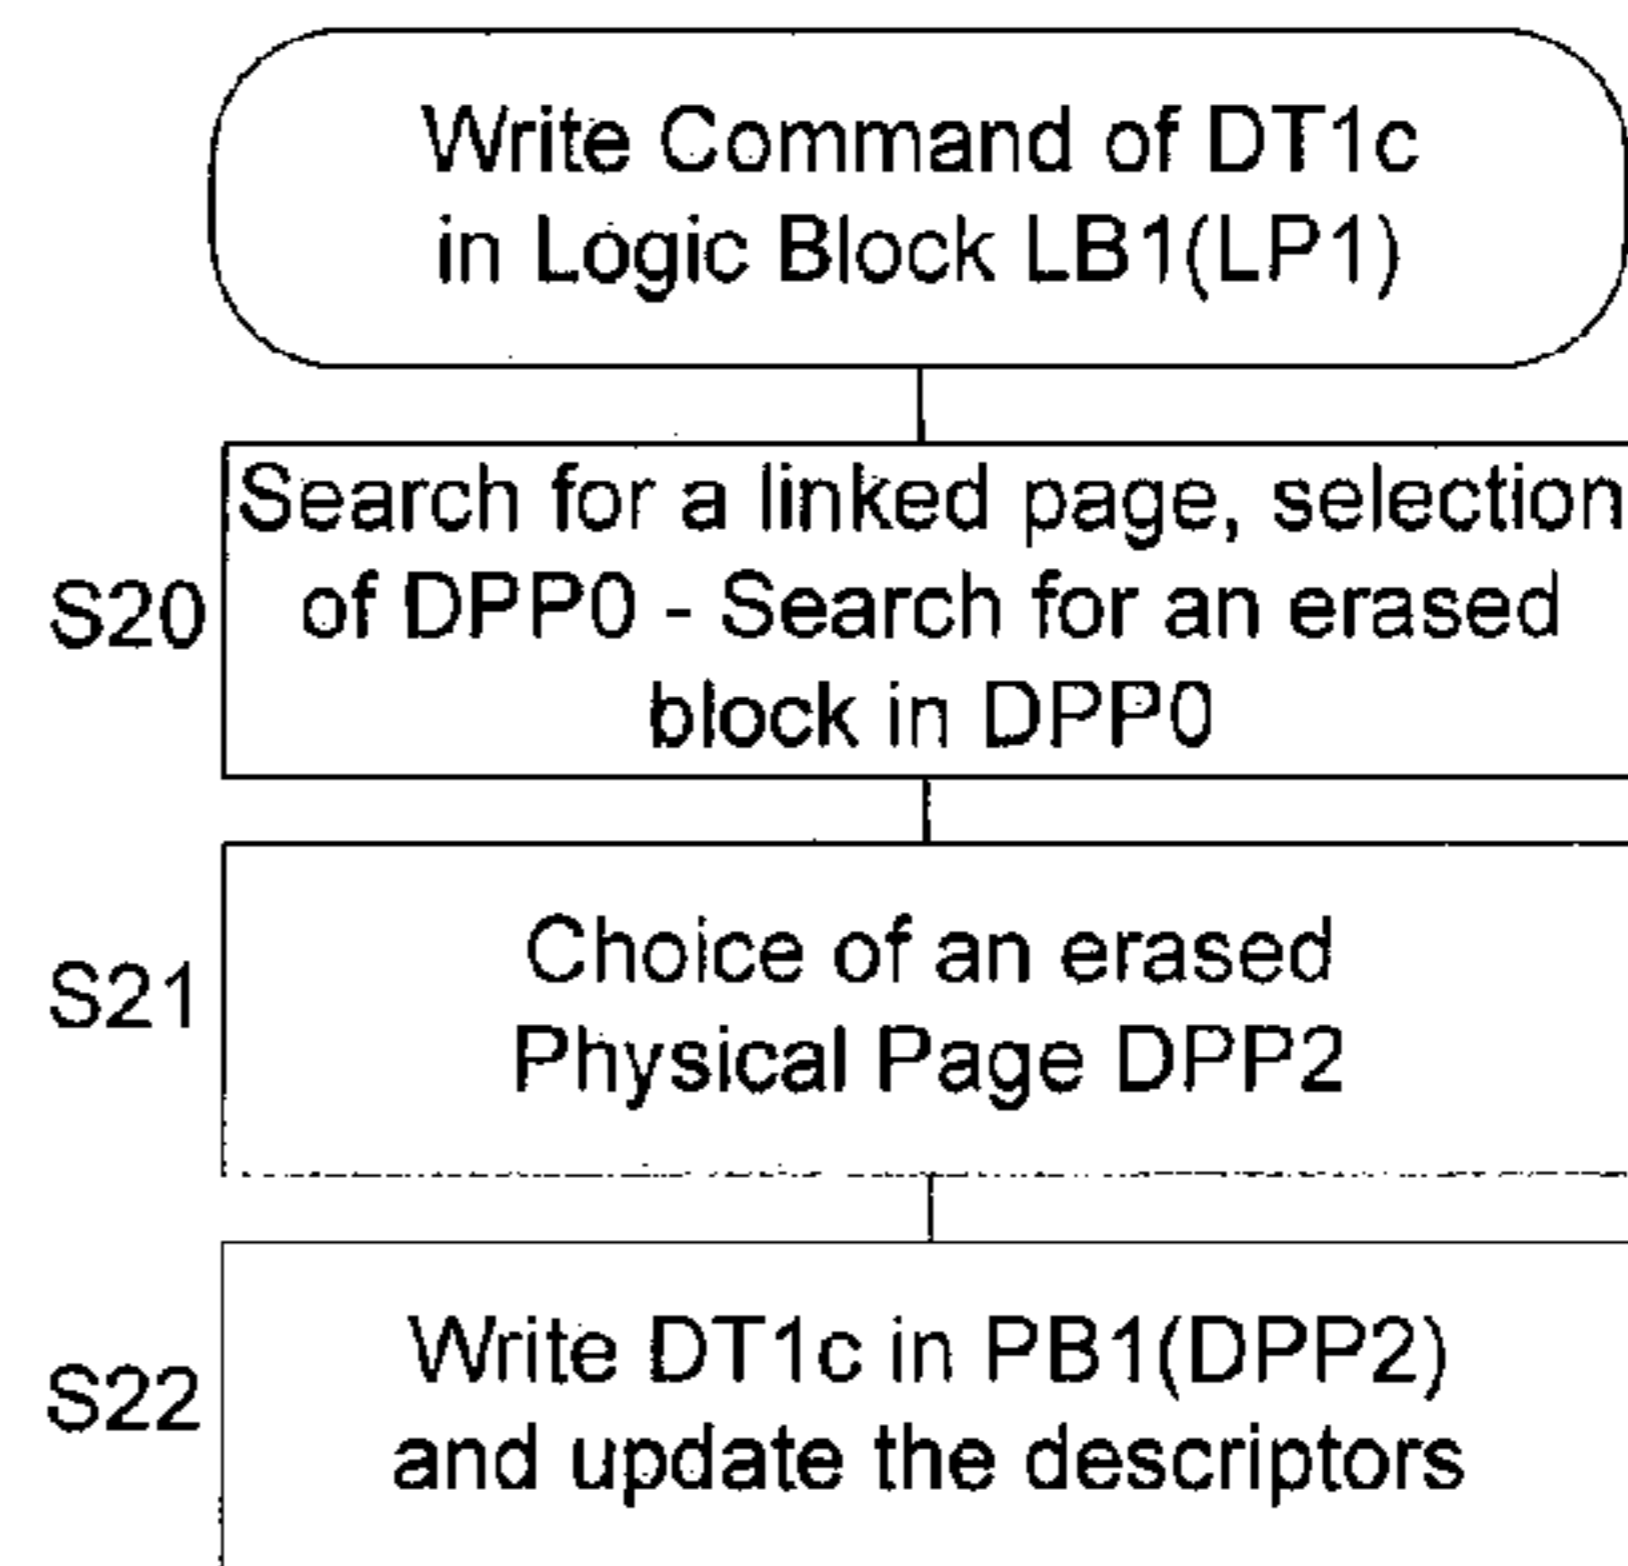 Write Command of DT1c
in Logic Block LB1(LP1)
Search for a linked page, selection
S20 of DPP0 - Search for an erased
block in DPP0
Choice of an erased
S21 Physical Page DPP2
Write DT1c in PB1(DPP2)
S22 and update the descriptors